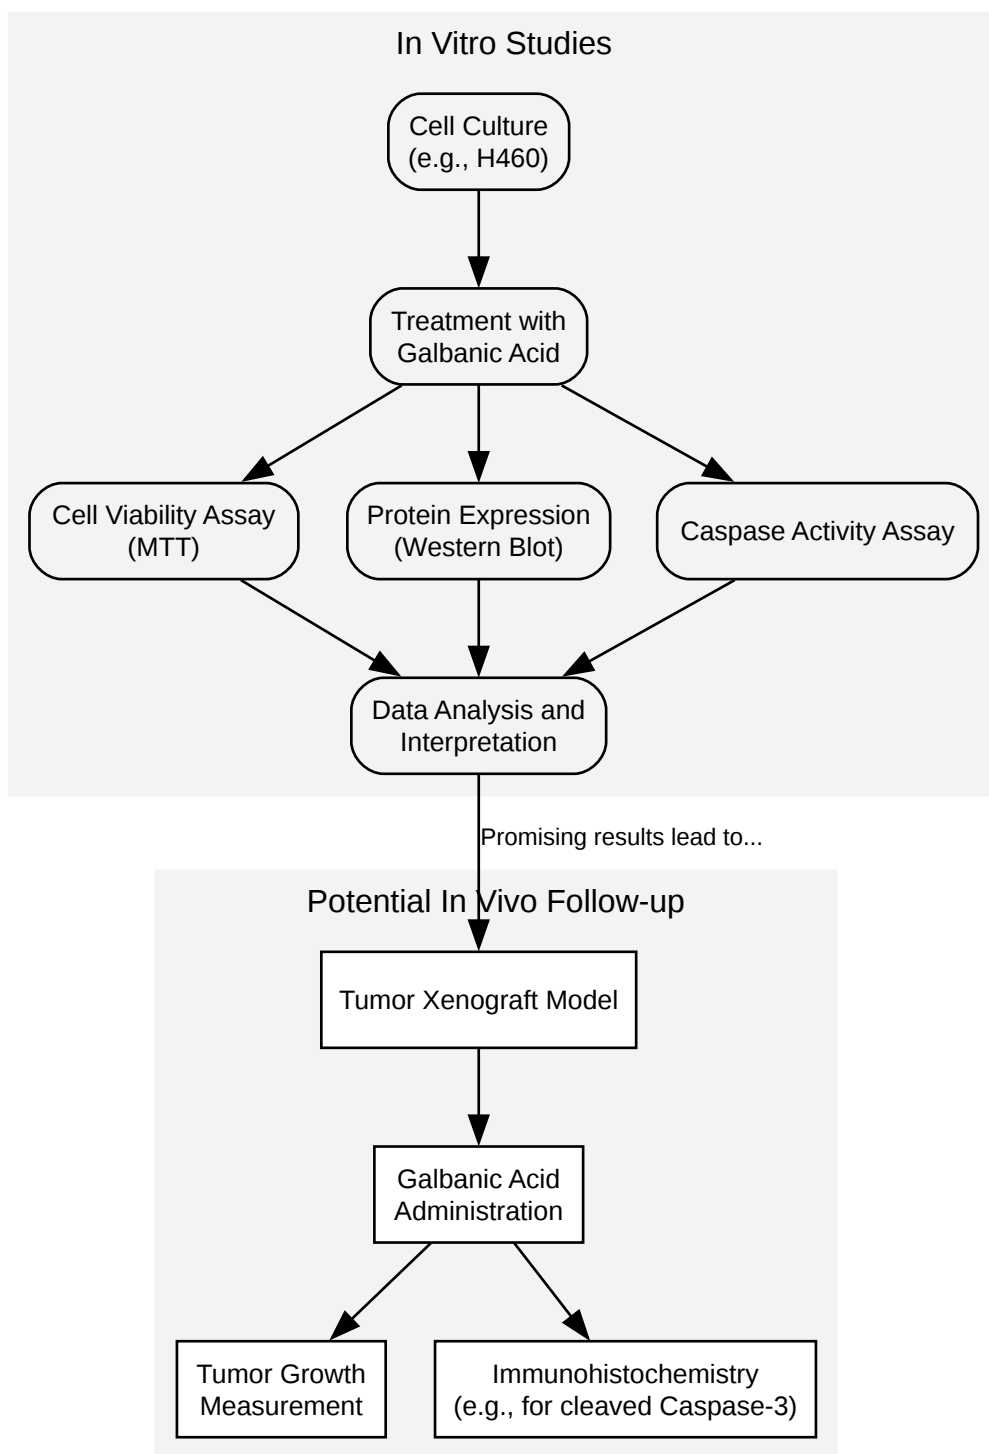 In Vitro Studies
Cell Culture
(e.g., H460)
Treatment with
Galbanic Acid
Cell Viability Assay
(MTT)
Protein Expression
(Western Blot)
Caspase Activity Assay
Data Analysis and
Interpretation
Promising results lead to...
Potential In Vivo Follow-up
Tumor Xenograft Model
Galbanic Acid
Administration
Tumor Growth
Measurement
Immunohistochemistry
(e.g., for cleaved Caspase-3)